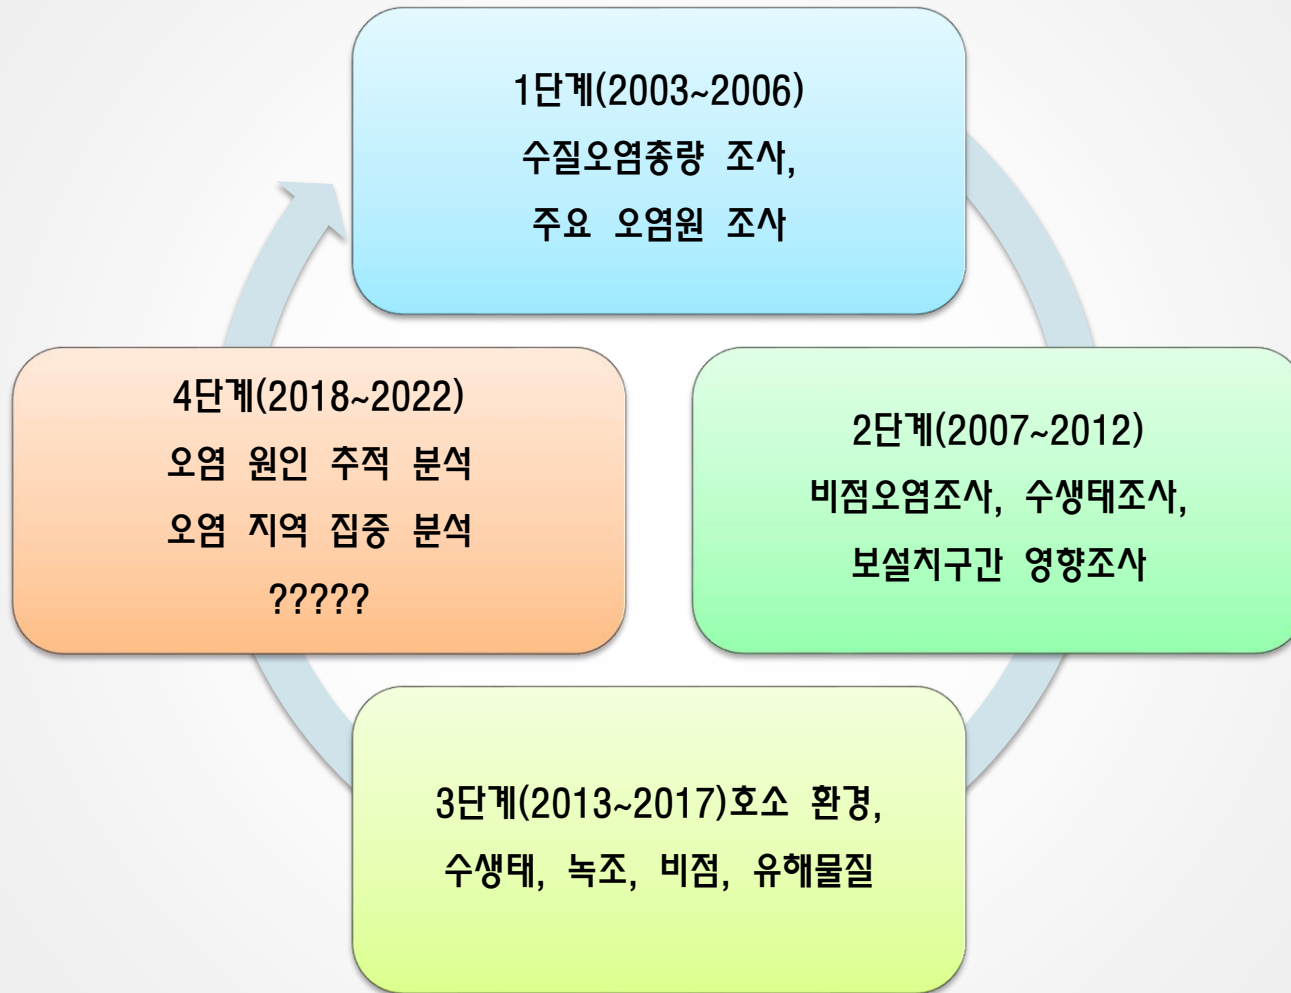 1단계(2003~2006)
수질오염총량 조사,
주요 오염원 조사
2단계(2007~2012)
비점오염조사, 수생태조사,
보설치구간 영향조사
3단계(2013~2017)호소 환경,
수생태, 녹조, 비점, 유해물질
4단계(2018~2022)
오염 원인 추적 분석
오염 지역 집중 분석
?????